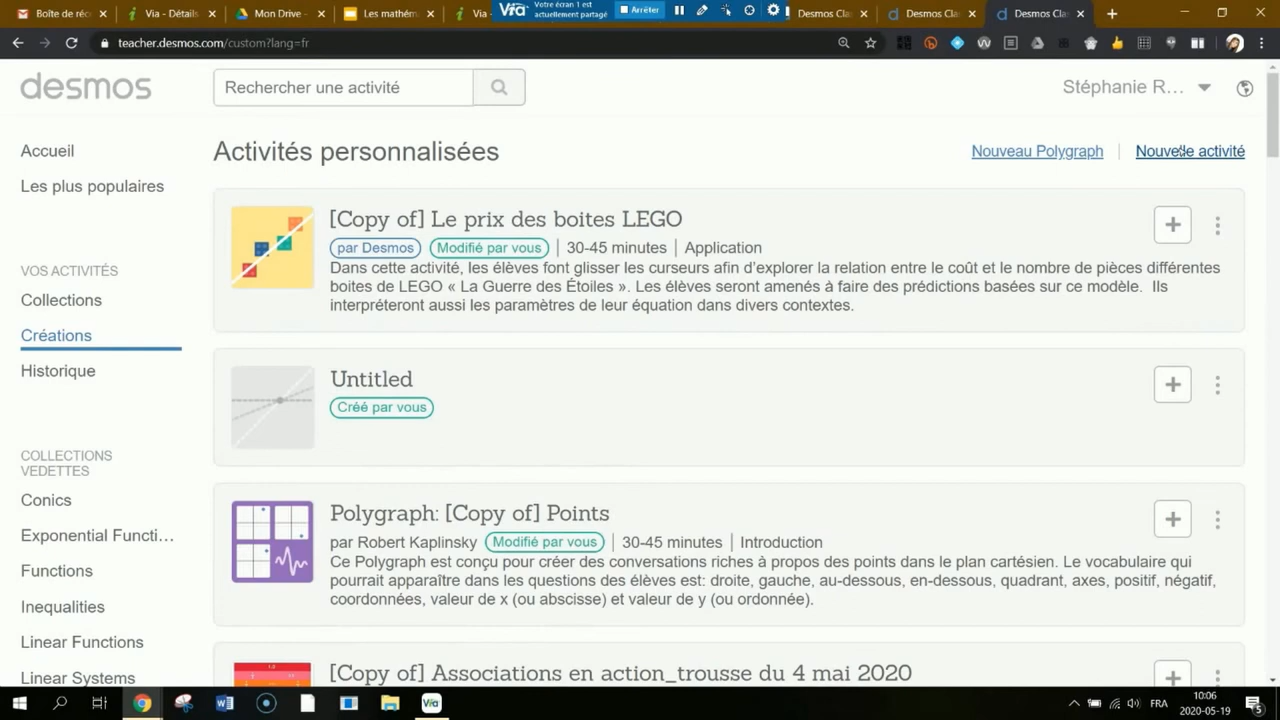 Boîte de réc
Via - Détails
Mon Drive -
Les mathém
Via -
Via
Votre écran 1 est
actuellement partagé
Arrêter
Desmos Cla
Desmos Clas
Desmos Cla
teacher.desmos.com/custom?lang=fr
desmos
Rechercher une activité
Stéphanie R...
Accueil
Les plus populaires
VOS ACTIVITÉS
Collections
Créations
Historique
COLLECTIONS
VEDETTES
Conics
Exponential Functi...
Functions
Inequalities
Linear Functions
Linear Systems
Activités personnalisées
Nouveau Polygraph
Nouvelle activité
[Copy of] Le prix des boites LEGO
par Desmos Modifié par vous | 30-45 minutes | Application
Dans cette activité, les élèves font glisser les curseurs afin d'explorer la relation entre le coût et le nombre de pièces différentes
boites de LEGO « La Guerre des Étoiles ». Les élèves seront amenés à faire des prédictions basées sur ce modèle. Ils
interpréteront aussi les paramètres de leur équation dans divers contextes.
Untitled
Créé par vous
Polygraph: [Copy of] Points
par Robert Kaplinsky Modifié par vous | 30-45 minutes | Introduction
Ce Polygraph est conçu pour créer des conversations riches à propos des points dans le plan cartésien. Le vocabulaire qui
pourrait apparaître dans les questions des élèves est: droite, gauche, au-dessous, en-dessous, quadrant, axes, positif, négatif,
coordonnées, valeur de x (ou abscisse) et valeur de y (ou ordonnée).
[Copy of] Associations en action_trousse du 4 mai 2020
Via
FRA
10:06
2020-05-19
5